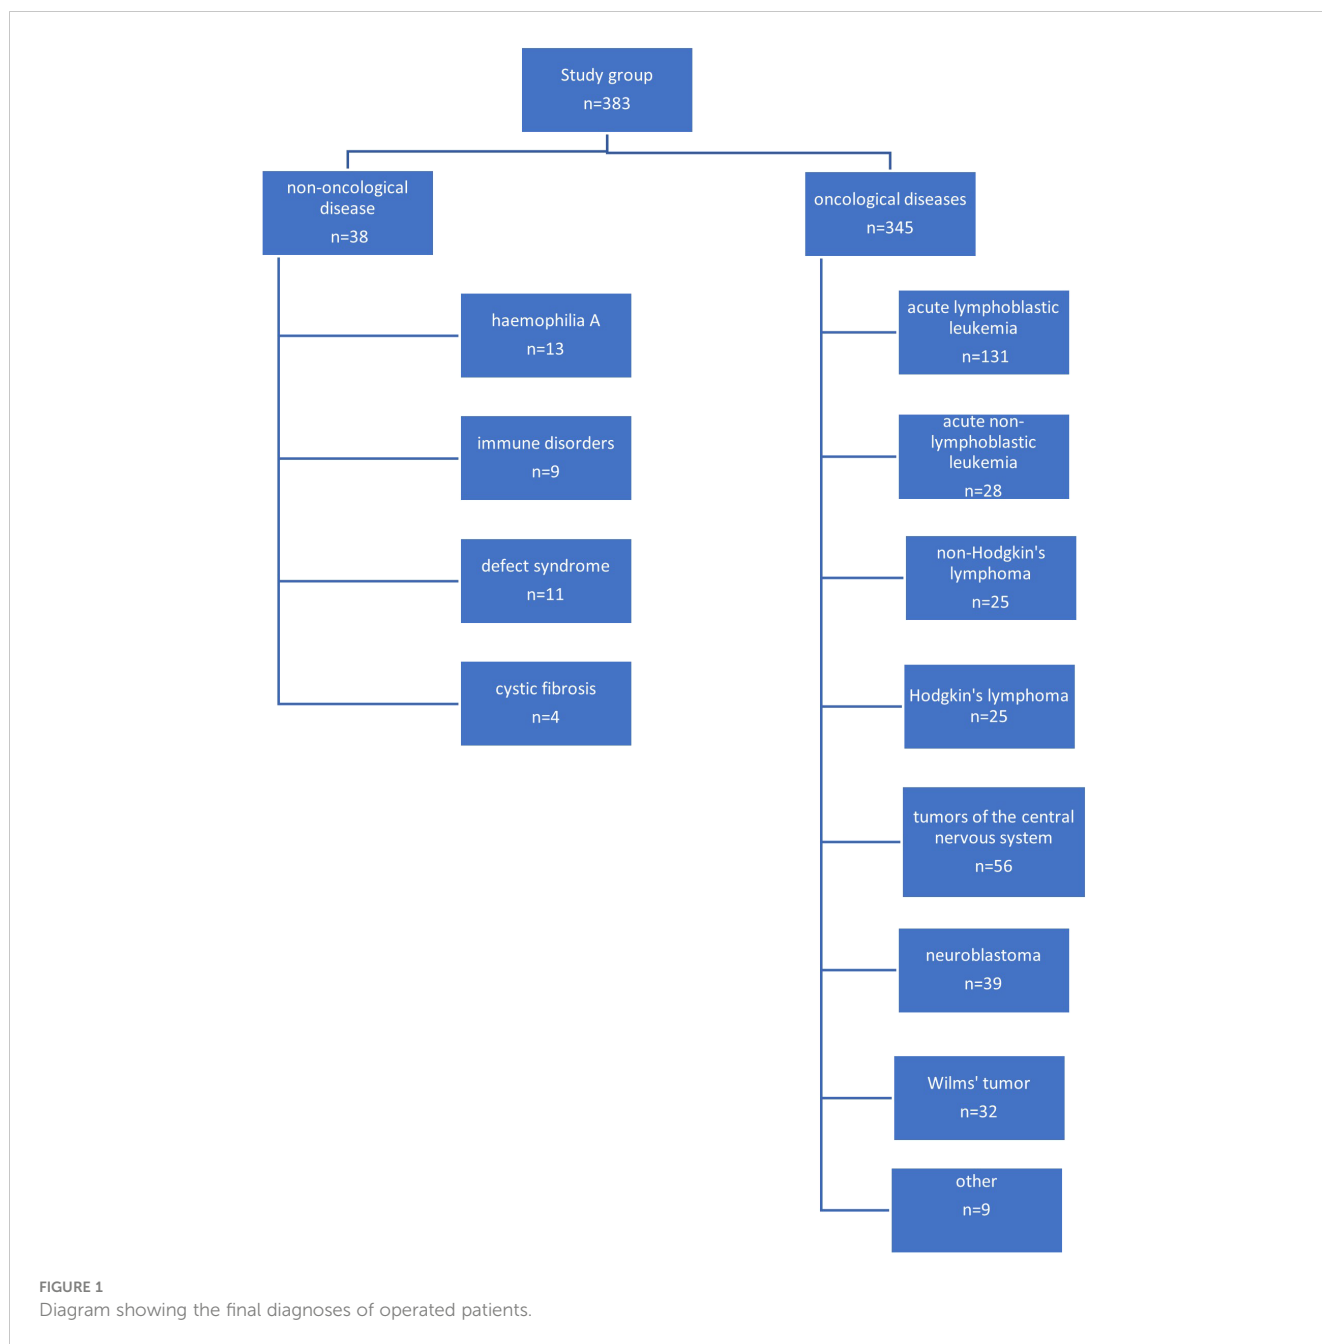 Study group
n=383
non-oncological
disease
n=38
haemophilia A
n=13
immune disorders
n=9
defect syndrome
n=11
cystic fibrosis
n=4
oncological diseases
n=345
acute lymphoblastic
leukemia
n=131
acute non-
lymphoblastic
leukemia
n=28
non-Hodgkin's
lymphoma
n=25
Hodgkin's lymphoma
n=25
tumors of the central
nervous system
n=56
neuroblastoma
n=39
Wilms' tumor
n=32
other
n=9
FIGURE 1
Diagram showing the final diagnoses of operated patients.